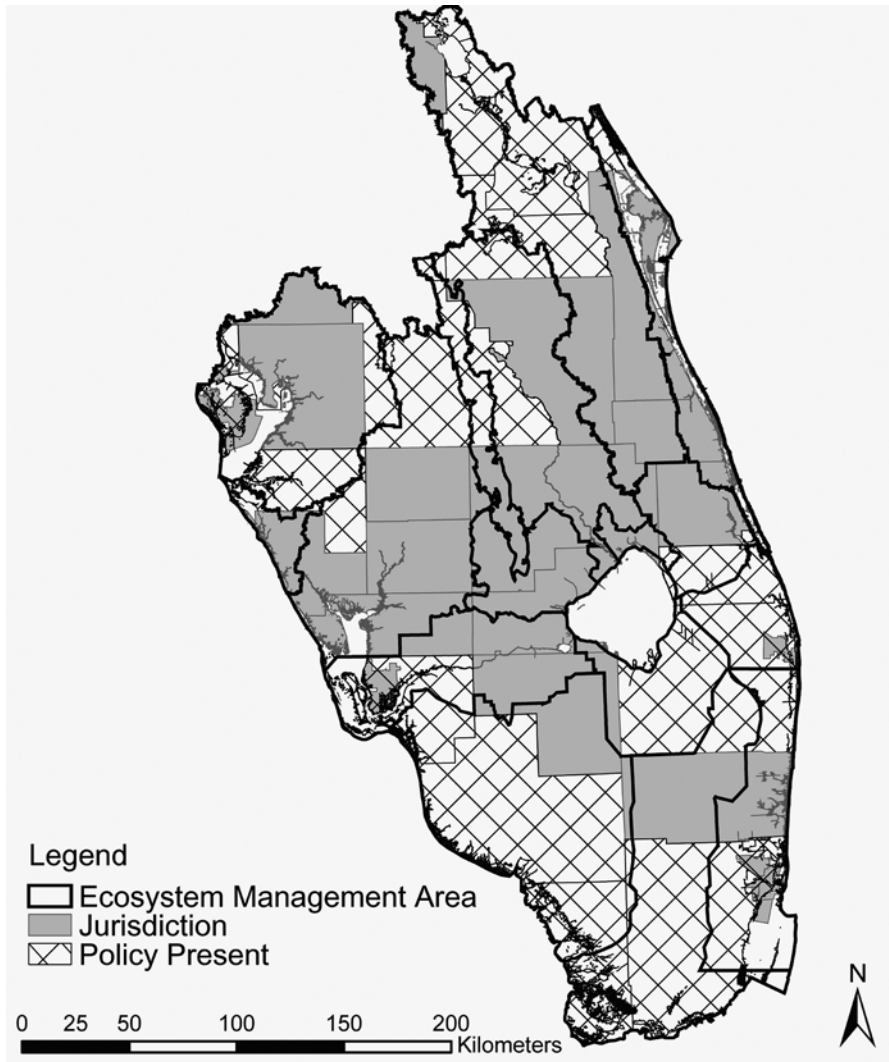 Legend
Ecosystem Management Area
Jurisdiction
Policy Present
0 25 50 100 150 200
Kilometers
N